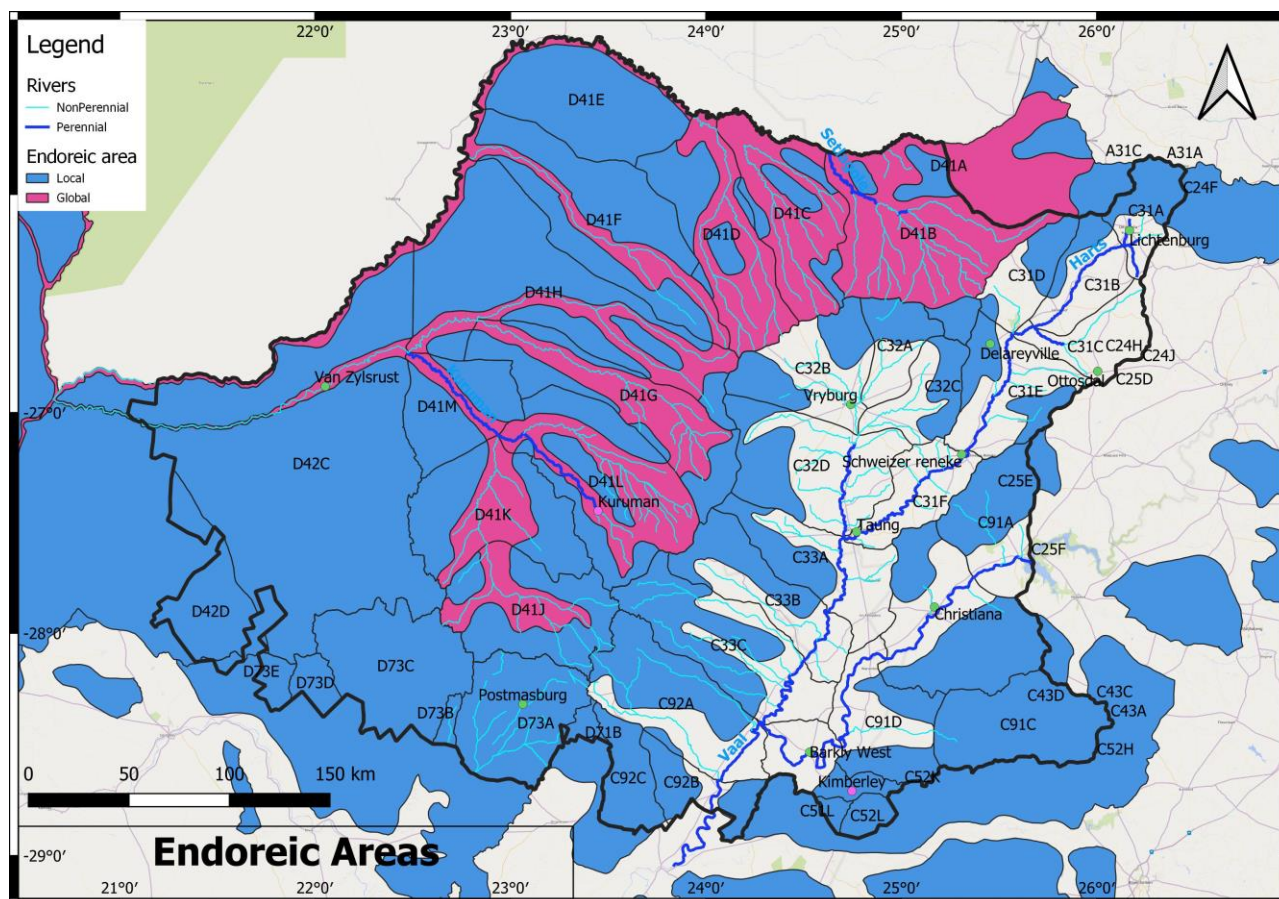 Legend
Rivers
NonPerennial
Perennial
Endoreic area
Local
Global
22°0'
23°0'
24°0'
25°0'
26°0'
D41E
Setlagole
D41A
A31C
A31A
C24F
D41F
D41D
D41C
D41B
C31A
Lichtenburg
Harts
C31D
C31B
D41H
C32A
C31C
C24H
C24J
Delareyville
C32B
C32C
Ottosdal
C25D
Van Zylsrust
Kuruman
D41G
Vryburg
C31E
-27°0'
D41M
D42C
C32D
Schweizer reneke
D41L
Kuruman
C25E
D41K
C31F
C91A
Taung
C33A
C25F
D42D
D41J
C33B
Christiana
-28°0'
C33C
D73E
D73D
D73C
C43D
C43C
C43A
Postmasburg
C92A
D73B
D73A
C91D
C91C
D71B
Vaal
C52H
Barkly West
0
50
100
150 km
C92C
C92B
Kimberley
C51L
C52L
Endoreic Areas
-29°0'
21°0'
22°0'
23°0'
24°0'
25°0'
26°0'